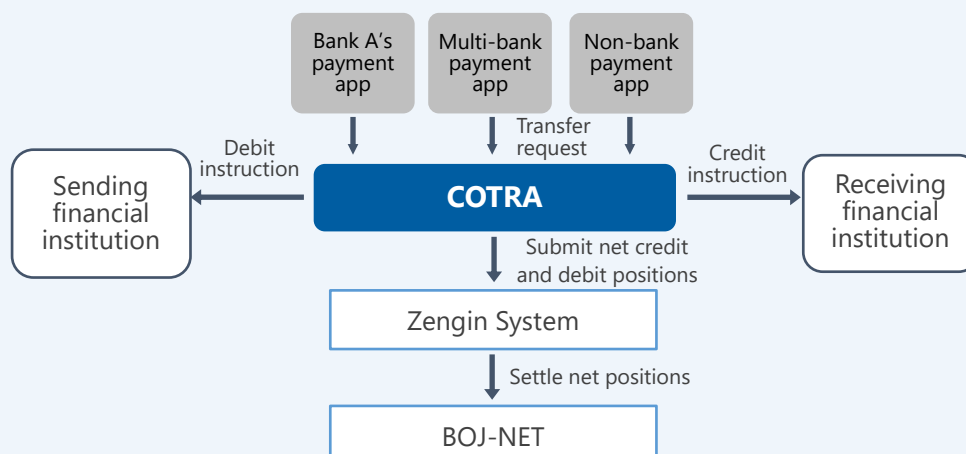 Bank A's
payment
app
Multi-bank
payment
app
Non-bank
payment
app
Transfer
request
Debit
instruction
Credit
instruction
Sending
financial
institution
COTRA
Receiving
financial
institution
Submit net credit
and debit positions
Zengin System
Settle net positions
BOJ-NET